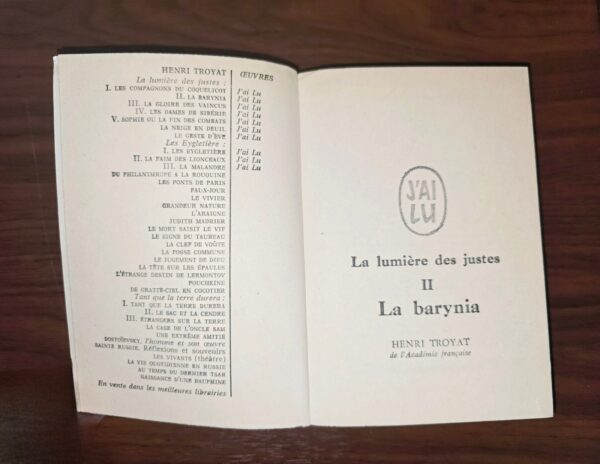 HENRI TROYAT
ŒUVRES
La lumière des justes :
I. LES COMPAGNONS DU COQUELICOT J'ai Lu
II. LA BARYNIA J'ai Lu
III. LA GLOIRE DES VAINCUS J'ai Lu
IV. LES DAMES DE SIBÉRIE J'ai Lu
V. SOPHIE OU LA FIN DES COMBATS J'ai Lu
LA NEIGE EN DEUIL J'ai Lu
LE GESTE D'ÈVE J'ai Lu
Les Eygletière :
I. LES EYGLETIÈRE J'ai Lu
II. LA FAIM DES LIONCEAUX J'ai Lu
III. LA MALANDRE J'ai Lu
DU PHILANTHROPE A LA ROUQUINE
LES PONTS DE PARIS
FAUX-JOUR
LE VIVIER
GRANDEUR NATURE
L'ARAIGNE
JUDITH MADRIER
LE MORT SAISIT LE VIF
LE SIGNE DU TAUREAU
LA CLEF DE VOÛTE
LA FOSSE COMMUNE
LE JUGEMENT DE DIEU
LA TÊTE SUR LES ÉPAULES
L'ÉTRANGE DESTIN DE LERMONTOV
POUCHKINE
DE GRATTE-CIEL EN COCOTIER
Tant que la terre durera :
I. TANT QUE LA TERRE DURERA
II. LE SAC ET LA CENDRE
III. ÉTRANGERS SUR LA TERRE
LA CASE DE L'ONCLE SAM
UNE EXTRÊME AMITIÉ
DOSTOÏEVSKY, l'homme et son œuvre
SAINTE RUSSIE. Réflexions et souvenirs
LES VIVANTS (théâtre)
LA VIE QUOTIDIENNE EN RUSSIE
AU TEMPS DU DERNIER TSAR
NAISSANCE D'UNE DAUPHINE
En vente dans les meilleures librairies
J'AI
LU
La lumière des justes
II
La barynia
HENRI TROYAT
de l'Académie française